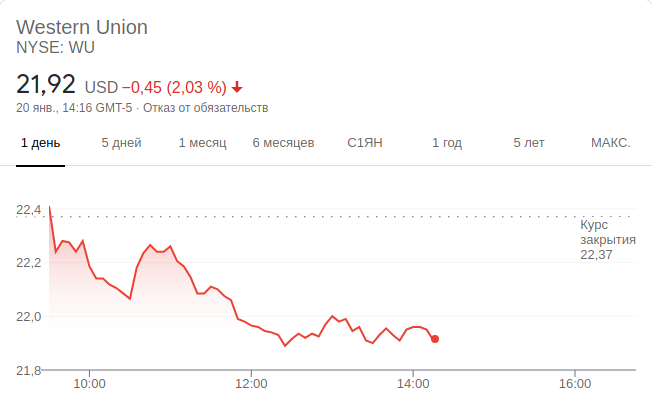 Western Union
NYSE: WU
21,92 USD −0,45 (2,03 %)
20 янв., 14:16 GMT-5 · Отказ от обязательств
1 день 5 дней 1 месяц 6 месяцев С1ЯН 1 год 5 лет МАКС.
22,4
Курс
закрытия
22,37
22,2
22,0
21,8
10:00 12:00 14:00 16:00